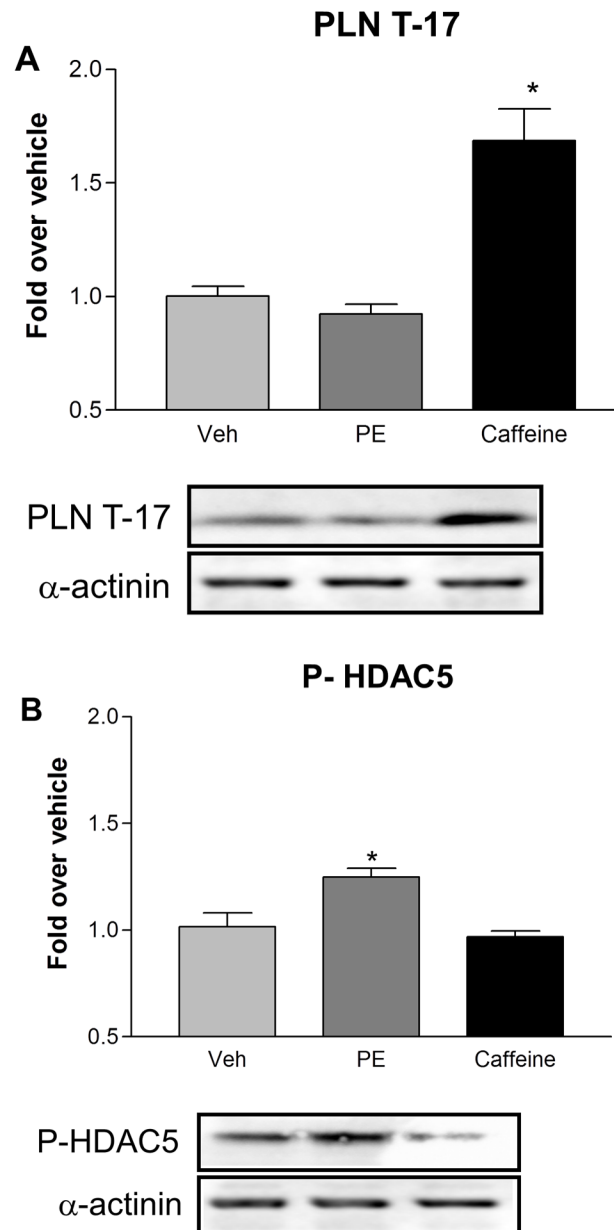 PLN T-17
A
2.0
*
1.5
Fold over vehicle
1.0
0.5
Veh PE Caffeine
PLN T-17
α-actinin
P- HDAC5
B
2.0
1.5
*
Fold over vehicle
1.0
0.5
Veh PE Caffeine
P-HDAC5
α-actinin